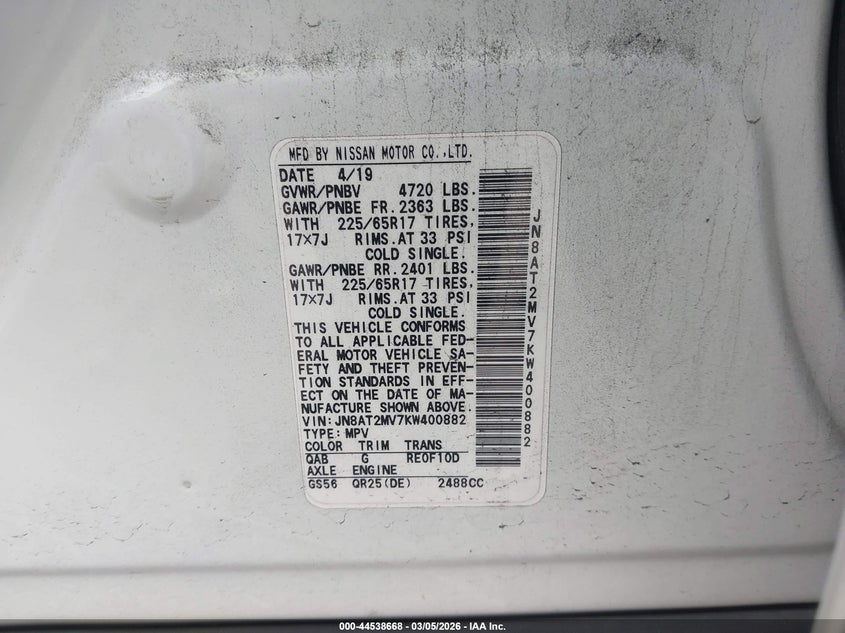 MFD BY NISSAN MOTOR CO.,LTD.
DATE 4/19
GVWR/PNBV 4720 LBS.
GAWR/PNBE FR.2363 LBS.
WITH 225/65R17 TIRES,
17×7J RIMS.AT 33 PSI
COLD SINGLE.
GAWR/PNBE RR.2401 LBS.
WITH 225/65R17 TIRES,
17×7J RIMS.AT 33 PSI
COLD SINGLE.
THIS VEHICLE CONFORMS
TO ALL APPLICABLE FED-
ERAL MOTOR VEHICLE SA-
FETY AND THEFT PREVEN-
TION STANDARDS IN EFF-
ECT ON THE DATE OF MA-
NUFACTURE SHOWN ABOVE.
VIN:JN8AT2MV7KW400882
TYPE:MPV
COLOR TRIM TRANS
QAB G RE0F10D
AXLE ENGINE
GS56 QR25(DE) 2488CC
JN8AT2MV7KW400882
000-44538668 - 03/05/2026 - IAA Inc.